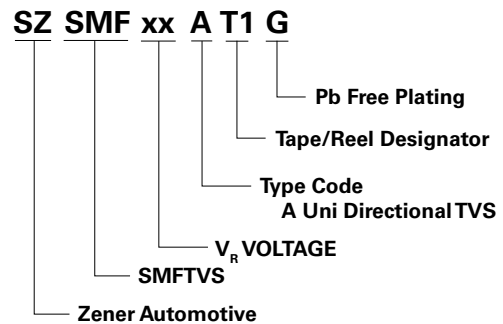 SZ SMF xx A T1 G
Pb Free Plating
Tape/Reel Designator
Type Code
A Uni Directional TVS
VR VOLTAGE
SMFTVS
Zener Automotive